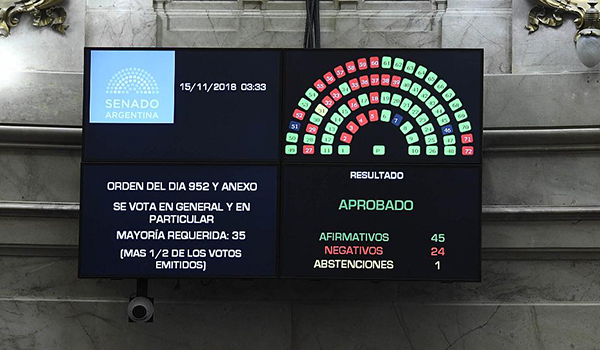 SENADO
ARGENTINA
15/11/2018 03:33
ORDEN DEL DIA 952 Y ANEXO
SE VOTA EN GENERAL Y EN
PARTICULAR
MAYORÍA REQUERIDA: 35
(MAS 1/2 DE LOS VOTOS
EMITIDOS)
RESULTADO
APROBADO
AFIRMATIVOS 45
NEGATIVOS 24
ABSTENCIONES 1